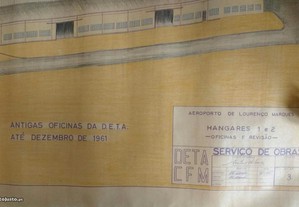 ANTIGAS OFICINAS DA D.E.T.A.
ATÉ DEZEMBRO DE 1961
AEROPORTO DE LOURENÇO MARQUES
HANGARES 1 e 2
—OFICINAS E REVISÃO—
SERVIÇO DE OBRAS
DETA
CFM